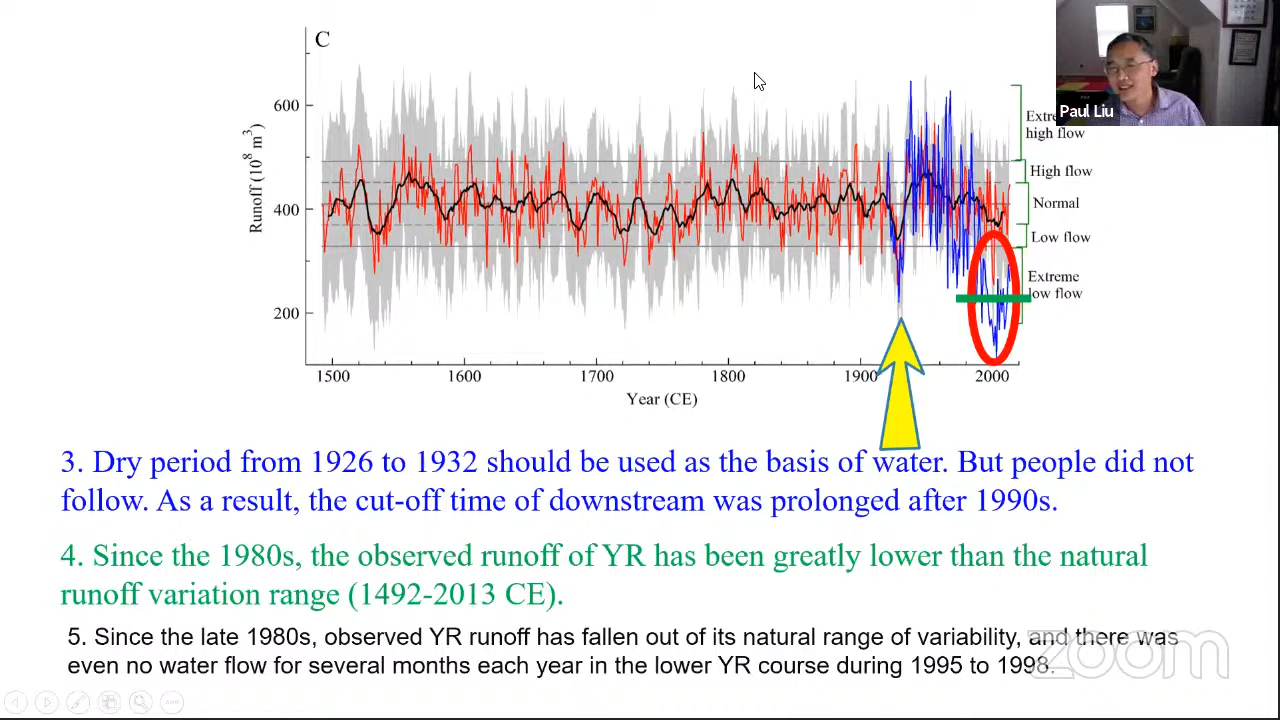 C
Paul Liu
600
400
200
Runoff (10⁸ m³)
high flow
High flow
Normal
Low flow
Extreme
low flow
1500 1600 1700 1800 1900 2000
Year (CE)
3. Dry period from 1926 to 1932 should be used as the basis of water. But people did not
follow. As a result, the cut-off time of downstream was prolonged after 1990s.
4. Since the 1980s, the observed runoff of YR has been greatly lower than the natural
runoff variation range (1492-2013 CE).
5. Since the late 1980s, observed YR runoff has fallen out of its natural range of variability, and there was
even no water flow for several months each year in the lower YR course during 1995 to 1998.
zoom